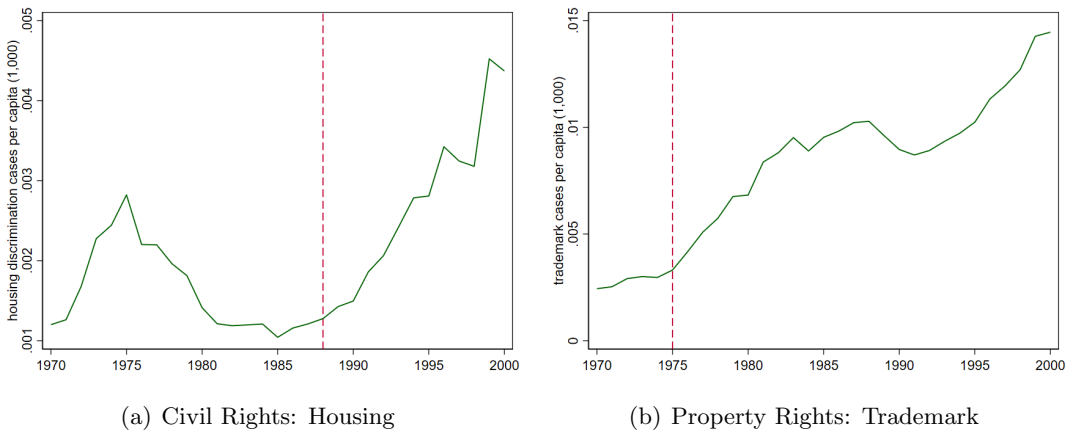 housing discrimination cases per capita (1,000)
.005
.004
.003
.002
.001
1970 1975 1980 1985 1990 1995 2000
(a) Civil Rights: Housing
trademark cases per capita (1,000)
.015
.01
.005
0
1970 1975 1980 1985 1990 1995 2000
(b) Property Rights: Trademark